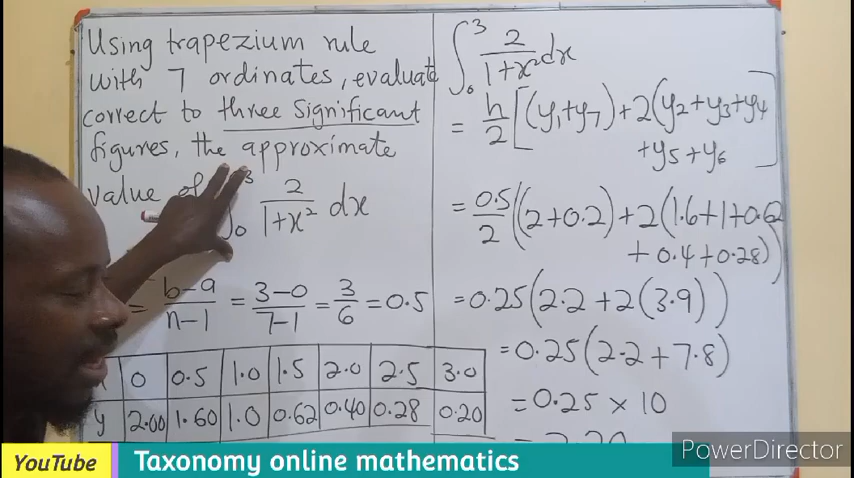 Using trapezium rule
with 7 ordinates, evaluate
correct to three significant
figures, the approximate
value of
3
0
2
1+x² dx
= b-a = 3-0 = 3 = 0.5
n-1 7-1 6
0 0.5 1.0 1.5 2.0 2.5 3.0
y 2.00 1.60 1.0 0.62 0.40 0.28 0.20
∫ 3 2 dx
0 1+x²
= h [(y₁+y₇)+2(y₂+y₃+y₄
2 +y₅+y₆ ]
= 0.5 ((2+0.2)+2(1.6+1+0.62
2 +0.4+0.28))
=0.25(2.2+2(3.9))
=0.25(2.2+7.8)
=0.25 × 10
PowerDirector
YouTube Taxonomy online mathematics